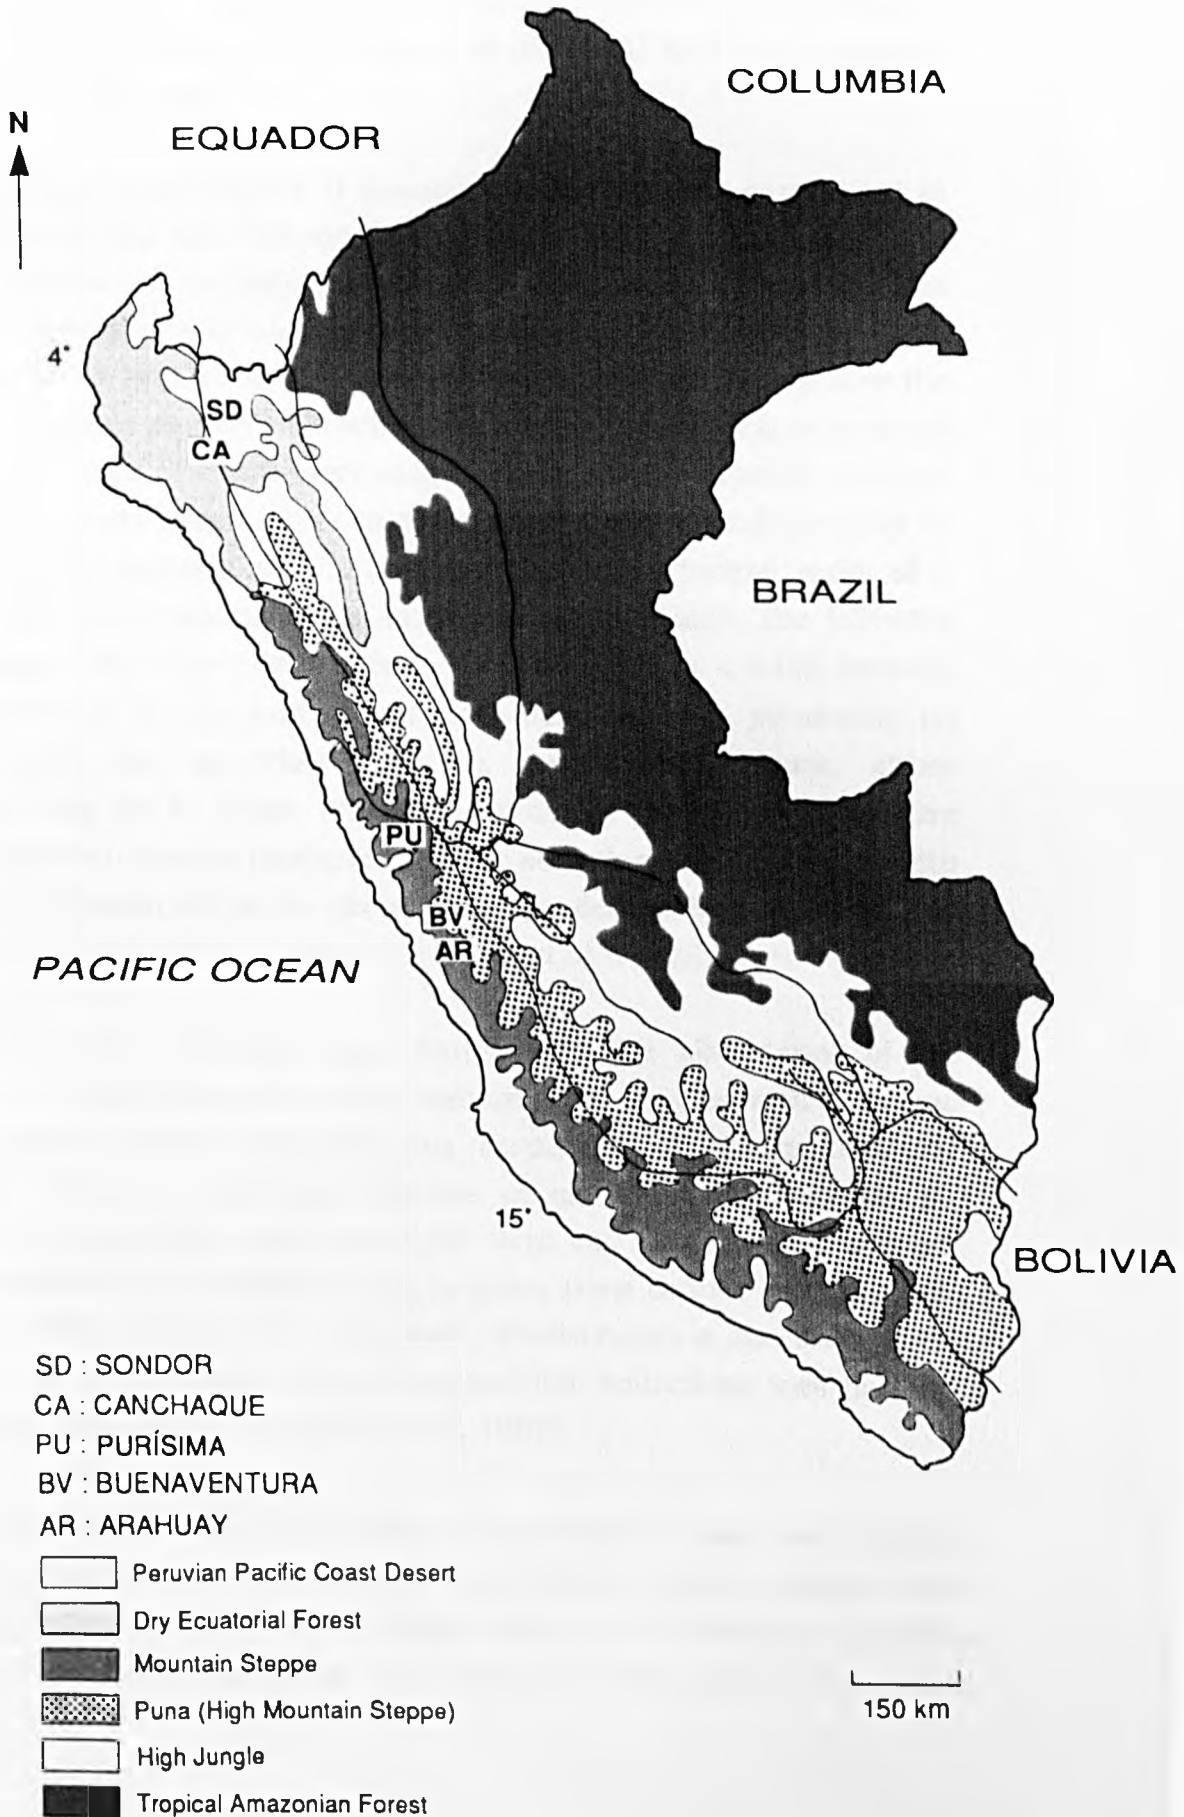 COLUMBIA
EQUADOR
N
4°
SD
CA
BRAZIL
PU
BV
AR
PACIFIC OCEAN
15°
BOLIVIA
SD : SONDOR
CA : CANCHAQUE
PU : PURÍSIMA
BV : BUENAVENTURA
AR : ARAHUAY
Peruvian Pacific Coast Desert
Dry Ecuatorial Forest
Mountain Steppe
Puna (High Mountain Steppe)
150 km
High Jungle
Tropical Amazonian Forest